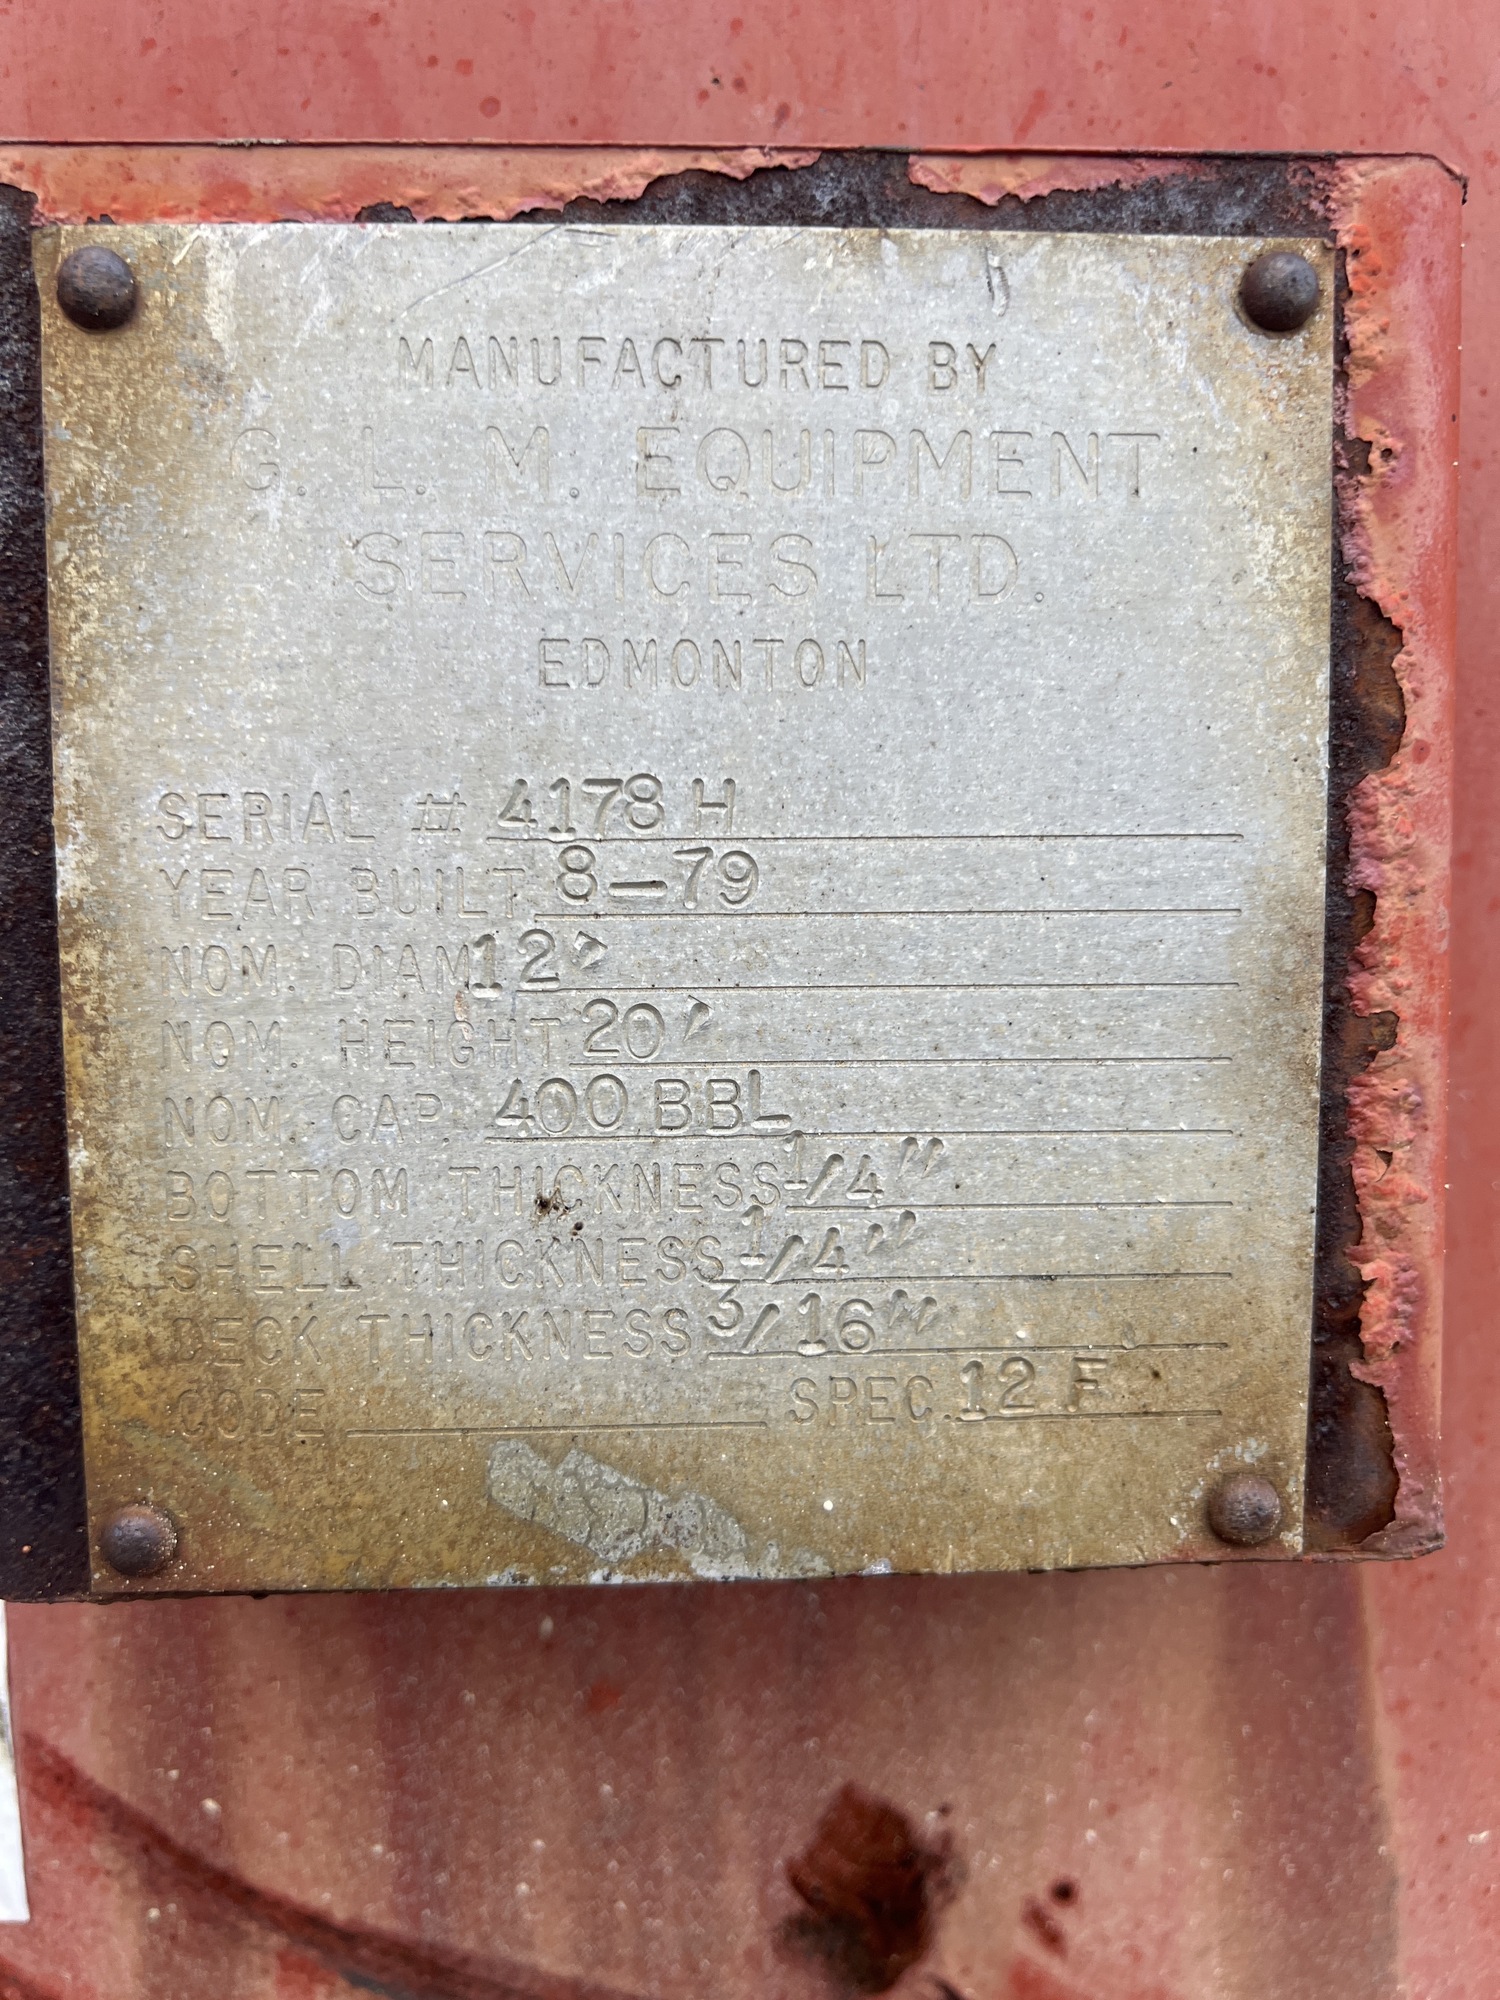 MANUFACTURED BY
G. L. M. EQUIPMENT
SERVICES LTD.
EDMONTON
SERIAL # 4178 H
YEAR BUILT 8-79
NOM. DIAM 12'
NOM. HEIGHT 20'
NOM. CAP. 400 BBL
BOTTOM THICKNESS 1/4"
SHELL THICKNESS 1/4"
DECK THICKNESS 3/16"
CODE SPEC. 12 F